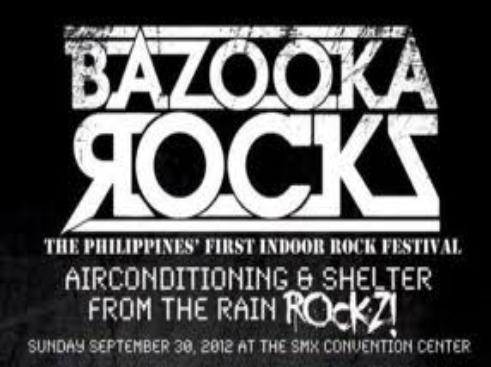 BAZOOKA
ROCKS
THE PHILIPPINES' FIRST INDOOR ROCK FESTIVAL
AIRCONDITIONING & SHELTER
FROM THE RAIN ROCKZ!
SUNDAY SEPTEMBER 30, 2012 AT THE SMX CONVENTION CENTER